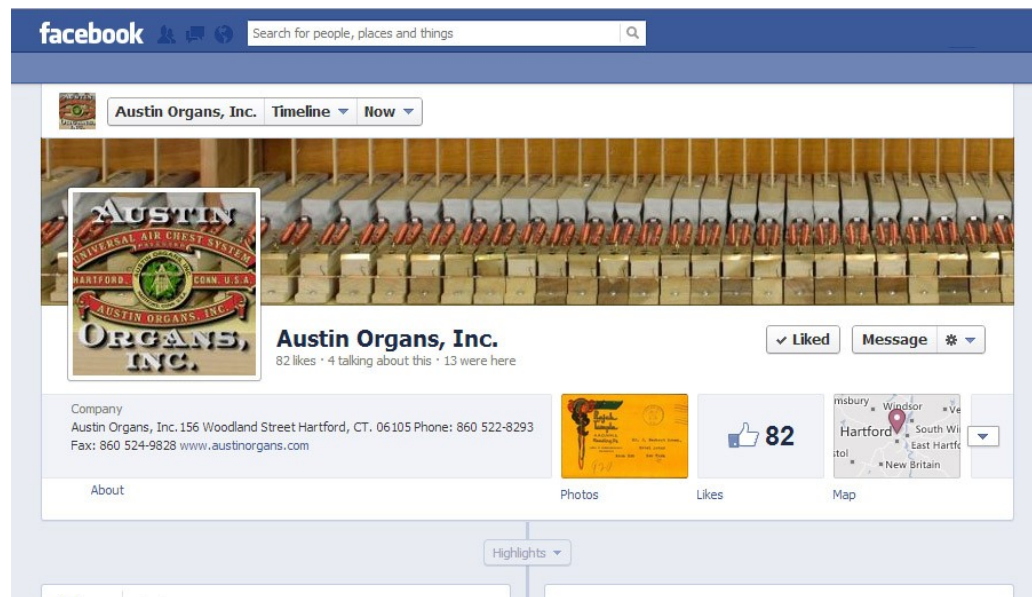 facebook
Search for people, places and things
Austin Organs, Inc. Timeline Now
AUSTIN
UNIVERSAL AIR CHEST SYSTEM
HARTFORD. CONN. U.S.A.
AUSTIN ORGANS, INC.
ORGANS,
INC.
Austin Organs, Inc.
82 likes · 4 talking about this · 13 were here
Liked
Message
Company
Austin Organs, Inc. 156 Woodland Street Hartford, CT. 06105 Phone: 860 522-8293
Fax: 860 524-9828 www.austinorgans.com
About
82
Windsor
Hartford
South Wi
East Hartfo
New Britain
Photos
Likes
Map
Highlights